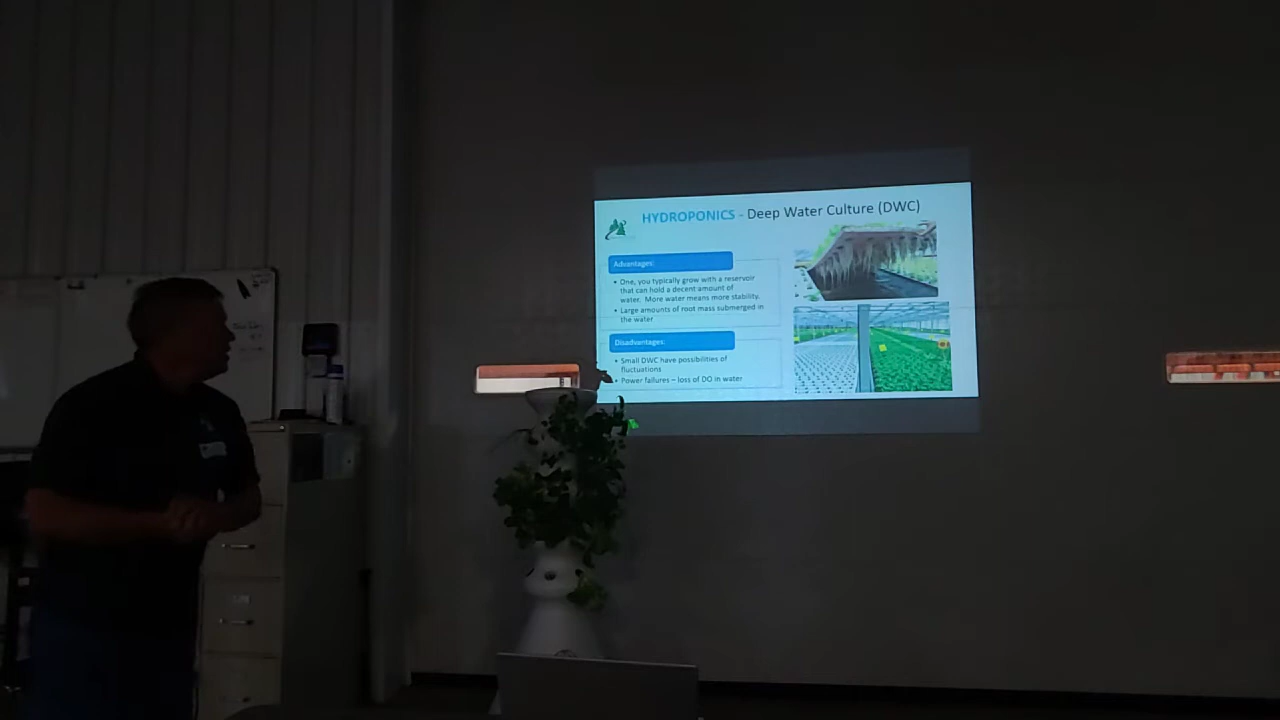 HYDROPONICS - Deep Water Culture (DWC)
Advantages:
• One, you typically grow with a reservoir
that can hold a decent amount of
water. More water means more stability.
• Large amounts of root mass submerged in
the water
Disadvantages:
• Small DWC have possibilities of
fluctuations
• Power failures – loss of DO in water